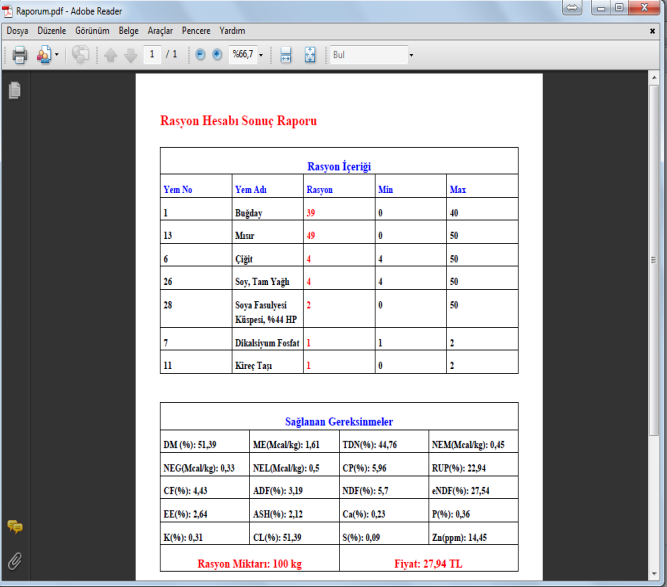 Raporum.pdf - Adobe Reader
Dosya Düzenle Görünüm Belge Araçlar Pencere Yardım
1 / 1 %66,7 Bul
Rasyon Hesabı Sonuç Raporu
Rasyon İçeriği
Yem No Yem Adı Rasyon Min Max
1 Buğday 39 0 40
13 Mısır 49 0 50
6 Çiğit 4 4 50
26 Soy, Tam Yağlı 4 4 50
28 Soya Fasulyesi 2 0 50
Küspesi, %44 HP
7 Dikalsiyum Fosfat 1 1 2
11 Kireç Taşı 1 0 2
Sağlanan Gereksinmeler
DM (%): 51,39 ME(Mcal/kg): 1,61 TDN(%): 44,76 NEM(Mcal/kg): 0,45
NEG(Mcal/kg): 0,33 NEL(Mcal/kg): 0,5 CP(%): 5,96 RUP(%): 22,94
CF(%): 4,43 ADF(%): 3,19 NDF(%): 5,7 eNDF(%): 27,54
EE(%): 2,64 ASH(%): 2,12 Ca(%): 0,23 P(%): 0,36
K(%): 0,31 CL(%): 51,39 S(%): 0,09 Zn(ppm): 14,45
Rasyon Miktarı: 100 kg Fiyat: 27,94 TL